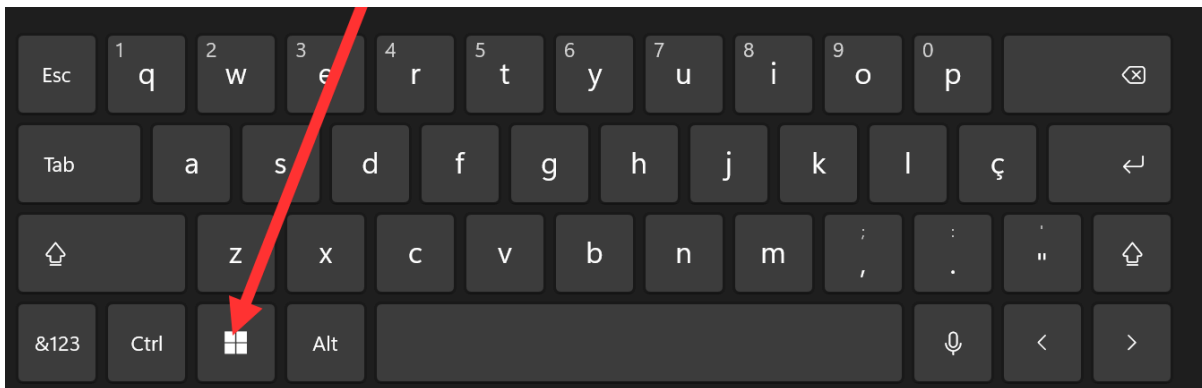 1 2 3 4 5 6 7 8 9 0
Esc q w e r t y u i o p
Tab a s d f g h j k l ç
z x c v b n m ; , : . ' "
&123 Ctrl Alt < >